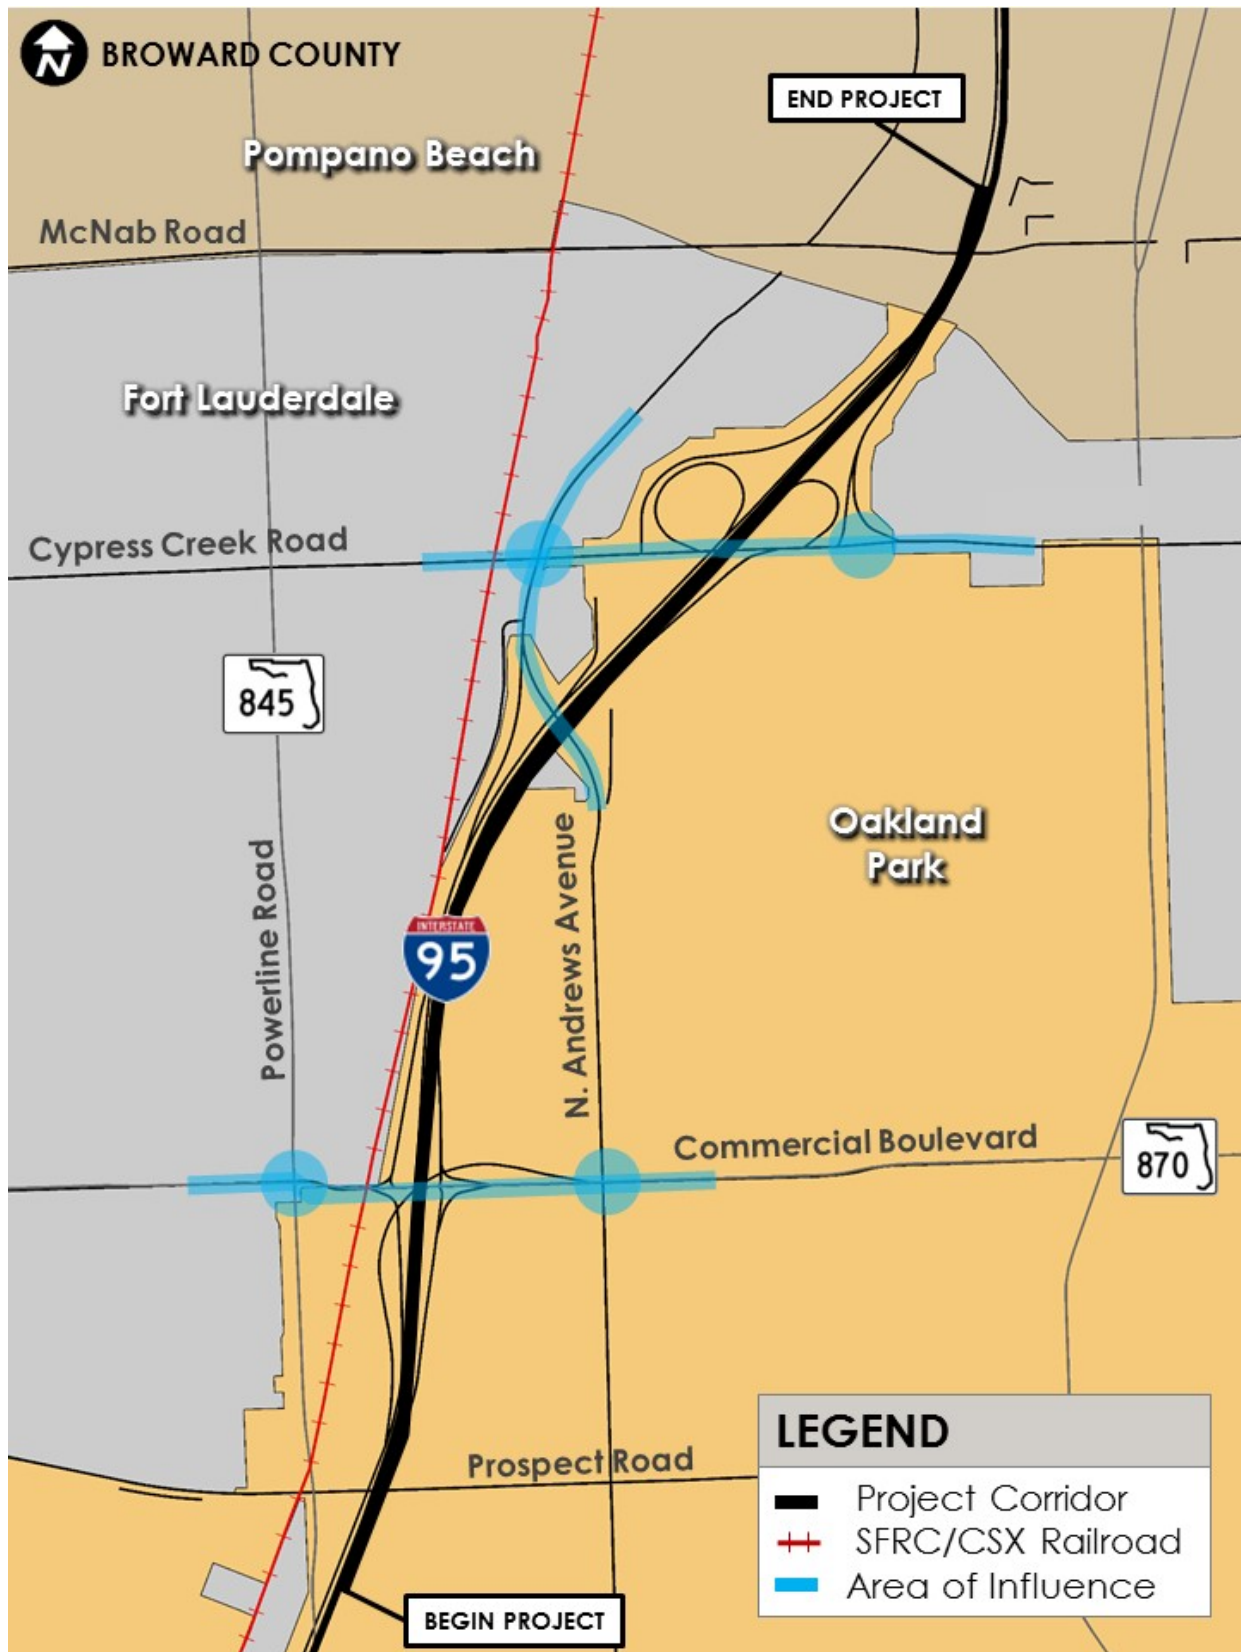 N
BROWARD COUNTY
END PROJECT
Pompano Beach
McNab Road
Fort Lauderdale
Cypress Creek Road
845
Oakland
Park
Powerline Road
N. Andrews Avenue
INTERSTATE
95
Commercial Boulevard
870
Prospect Road
LEGEND
Project Corridor
SFRC/CSX Railroad
Area of Influence
BEGIN PROJECT